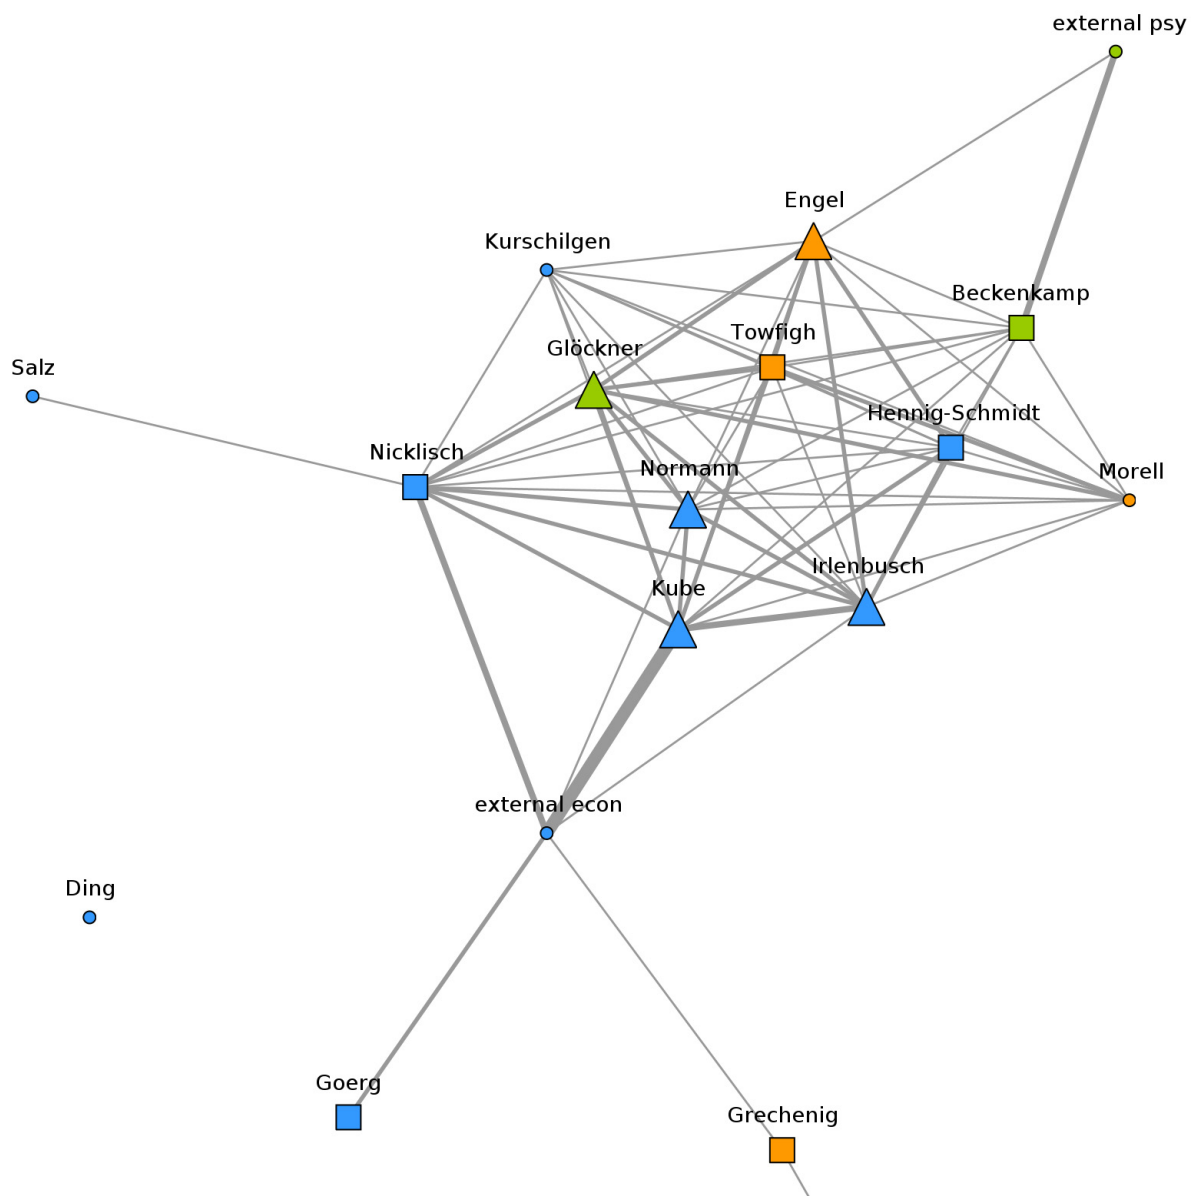 external psy
Engel
Kurschilgen
Beckenkamp
Towfigh
Glöckner
Salz
Hennig-Schmidt
Nicklisch
Normann
Morell
Irlenbusch
Kube
external econ
Ding
Goerg
Grechenig